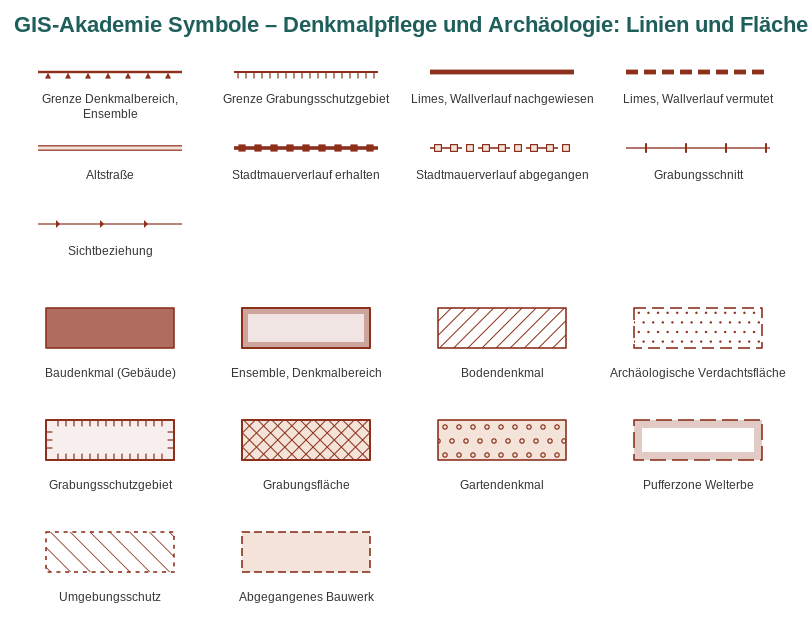 GIS-Akademie Symbole – Denkmalpflege und Archäologie: Linien und Fläche
Grenze Denkmalbereich,
Ensemble
Grenze Grabungsschutzgebiet
Limes, Wallverlauf nachgewiesen
Limes, Wallverlauf vermutet
Altstraße
Stadtmauerverlauf erhalten
Stadtmauerverlauf abgegangen
Grabungsschnitt
Sichtbeziehung
Baudenkmal (Gebäude)
Ensemble, Denkmalbereich
Bodendenkmal
Archäologische Verdachtsfläche
Grabungsschutzgebiet
Grabungsfläche
Gartendenkmal
Pufferzone Welterbe
Umgebungsschutz
Abgegangenes Bauwerk